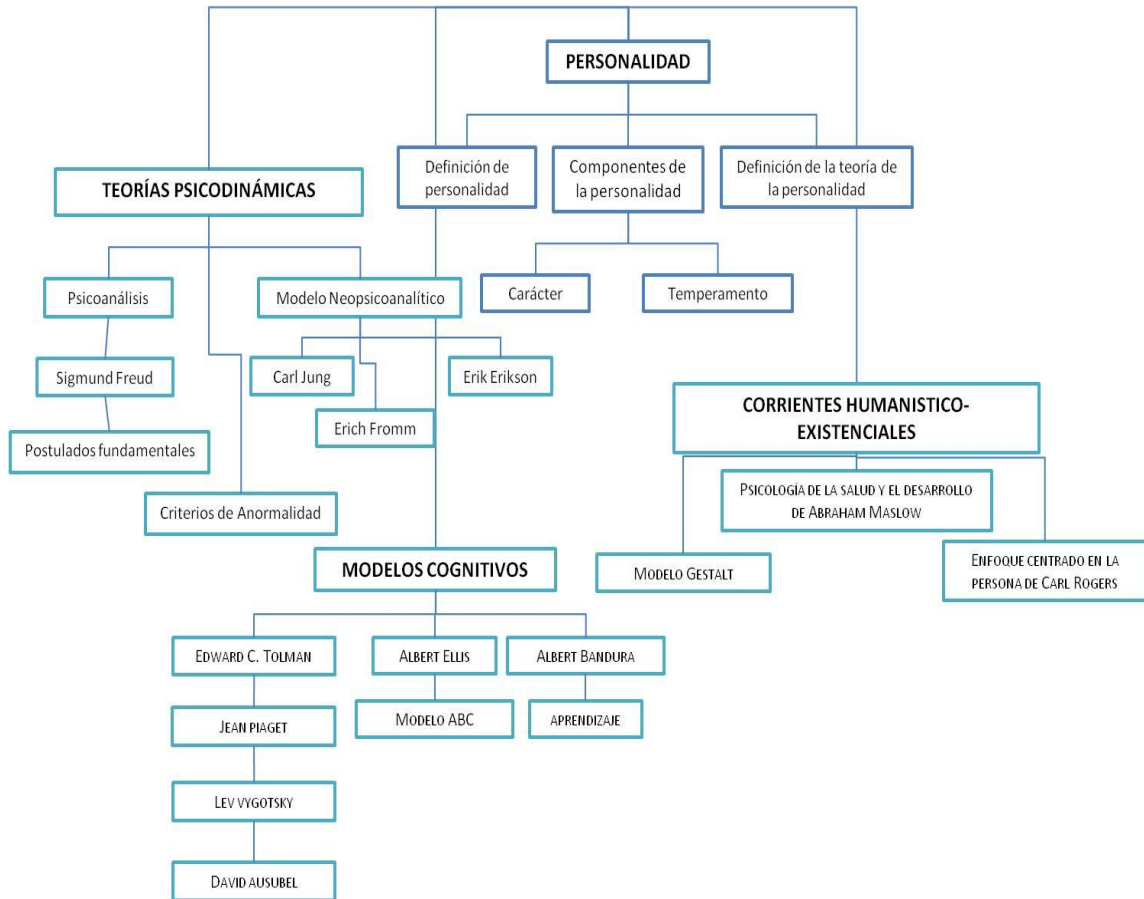 PERSONALIDAD
Definición de
personalidad
Componentes de
la personalidad
Definición de la teoría de
la personalidad
TEORÍAS PSICODINÁMICAS
Carácter
Temperamento
Psicoanálisis
Modelo Neopsicoanalítico
Sigmund Freud
Carl Jung
Erik Erikson
Erich Fromm
Postulados fundamentales
Criterios de Anormalidad
CORRIENTES HUMANISTICO-
EXISTENCIALES
PSICOLOGÍA DE LA SALUD Y EL DESARROLLO
DE ABRAHAM MASLOW
MODELO GESTALT
ENFOQUE CENTRADO EN LA
PERSONA DE CARL ROGERS
MODELOS COGNITIVOS
EDWARD C. TOLMAN
ALBERT ELLIS
ALBERT BANDURA
JEAN PIAGET
MODELO ABC
APRENDIZAJE
LEV VYGOTSKY
DAVID AUSUBEL